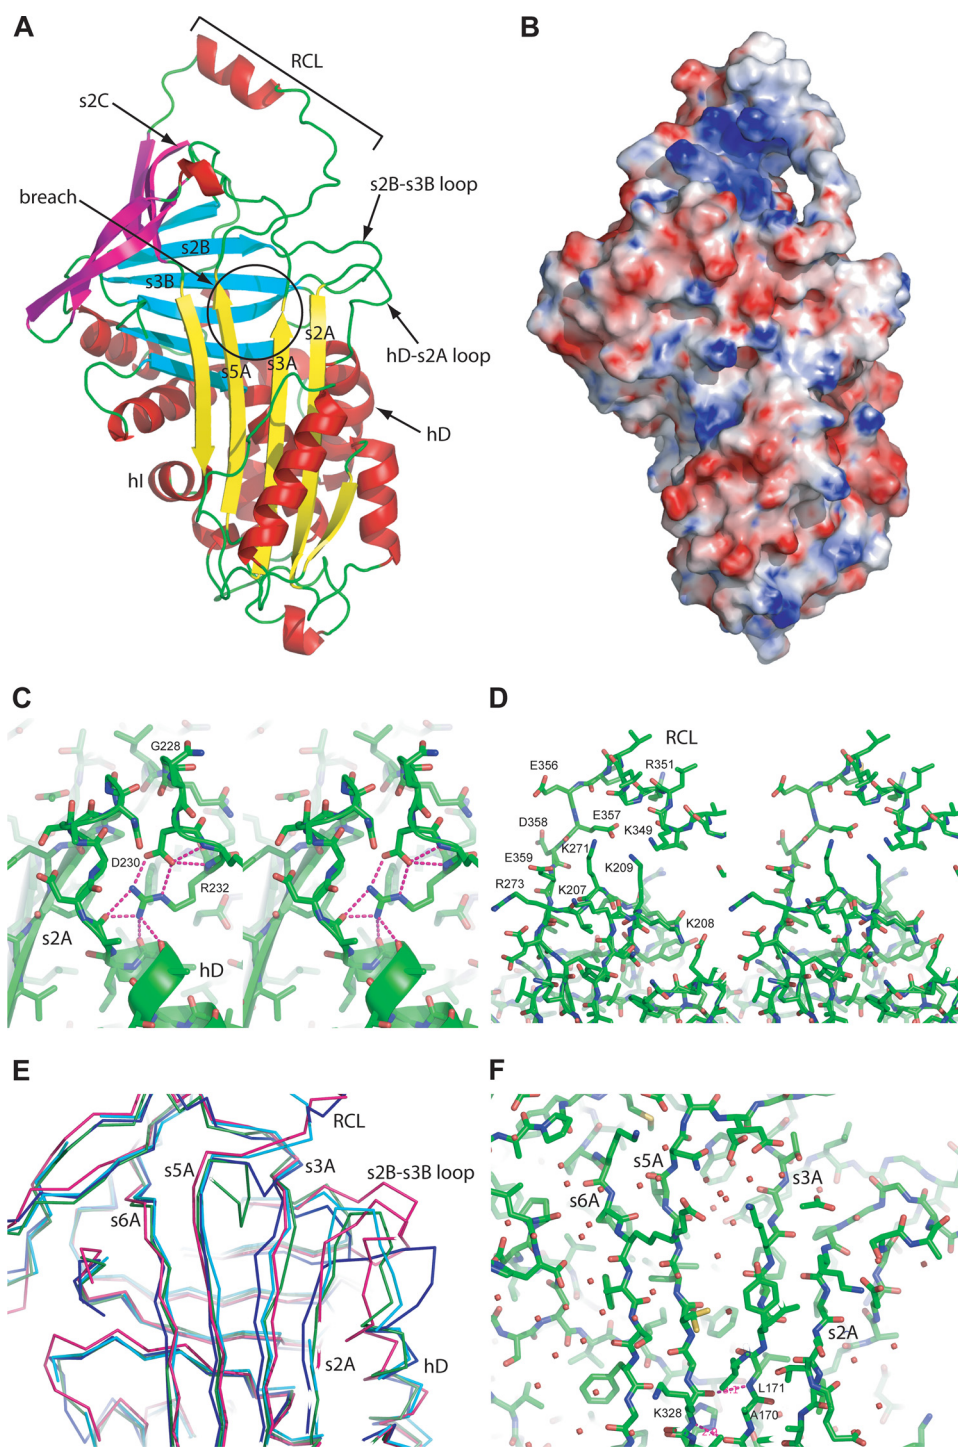 A
B
RCL
s2C
s2B-s3B loop
breach
s2B
s3B
s2A
s3A
s5A
hD-s2A loop
hD
hI
C
D
G228
D230
R232
s2A
hD
RCL
E356
R351
D358
E357
K349
K271
E359
K209
R273
K207
K208
E
F
RCL
s5A
s3A
s2B-s3B loop
s6A
s2A
hD
s5A
s3A
s6A
s2A
L171
K328
A170